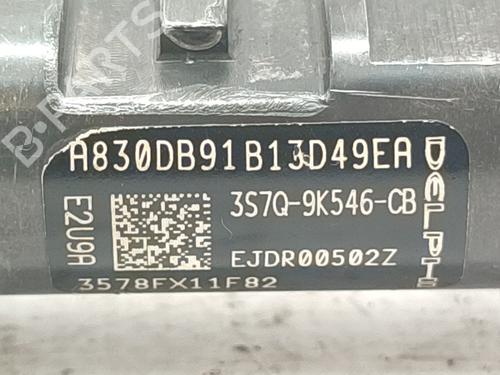 B-PARTS
A830DB91B13D49EA
3S7Q-9K546-CB
E2U9A
EJDR00502Z
3578FX11F82
DELPHI